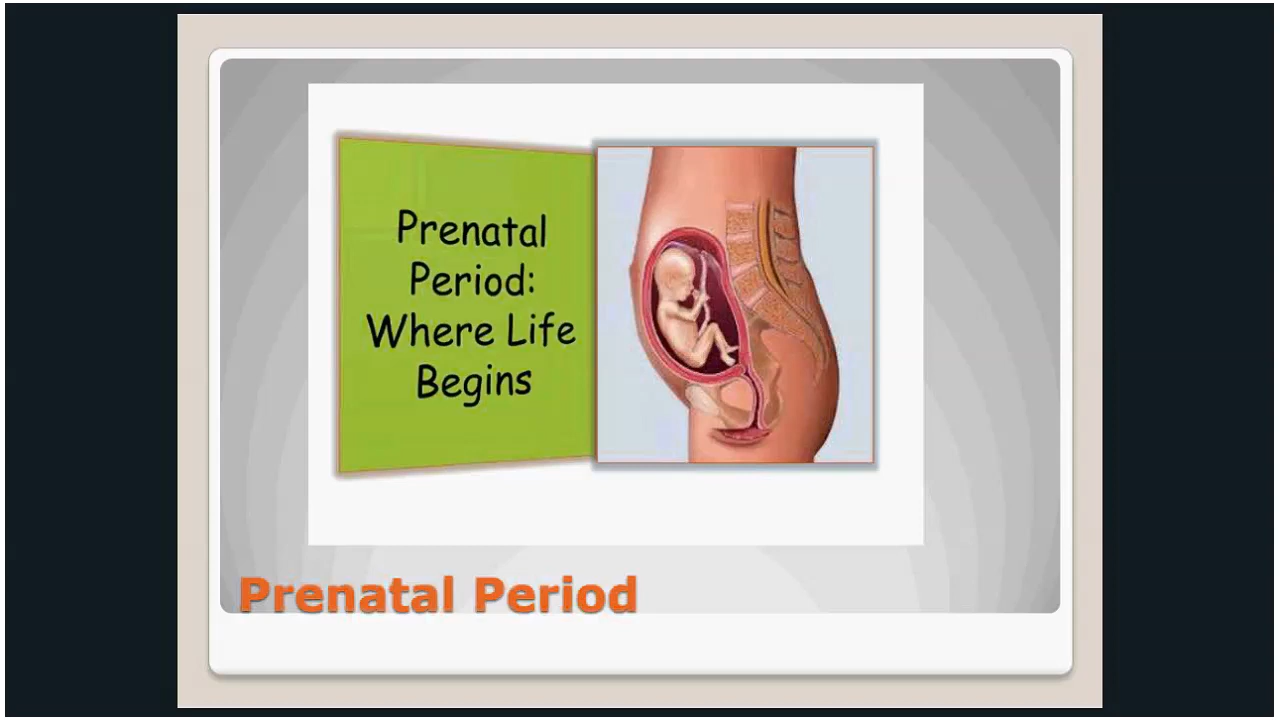 Prenatal
Period:
Where Life
Begins
Prenatal Period